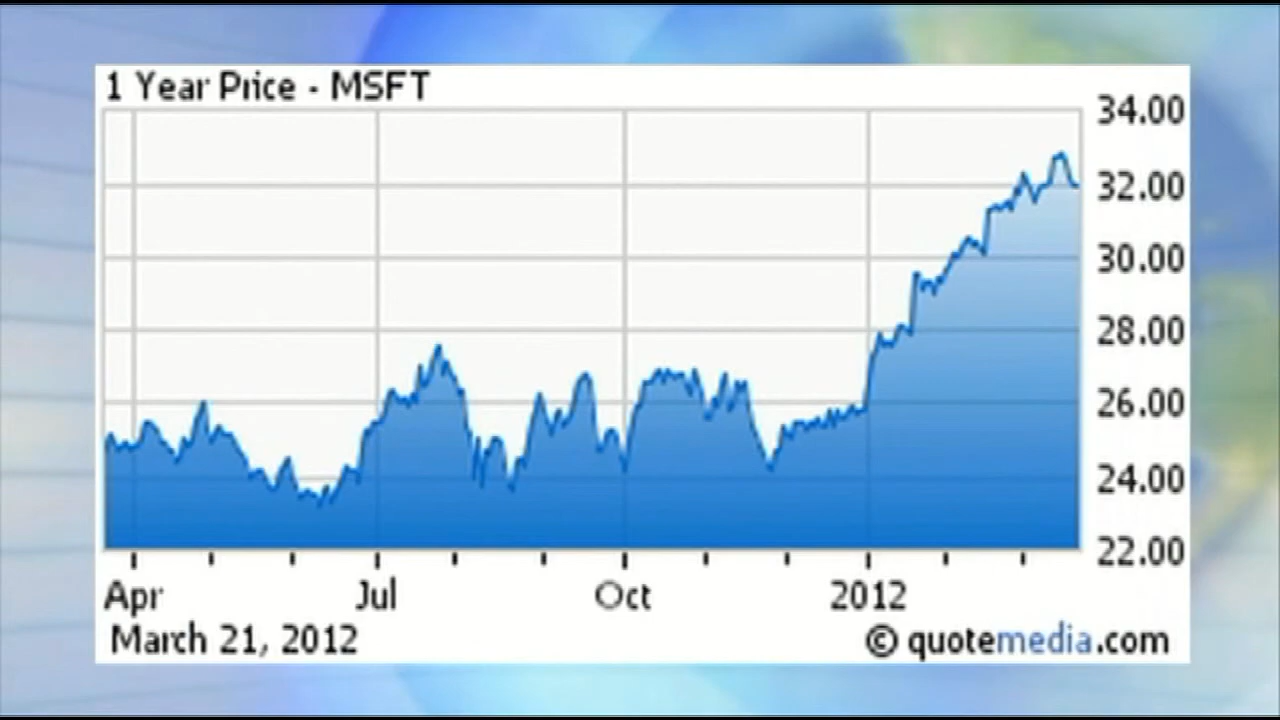 1 Year Price - MSFT
34.00
32.00
30.00
28.00
26.00
24.00
22.00
Apr Jul Oct 2012
March 21, 2012 © quotemedia.com